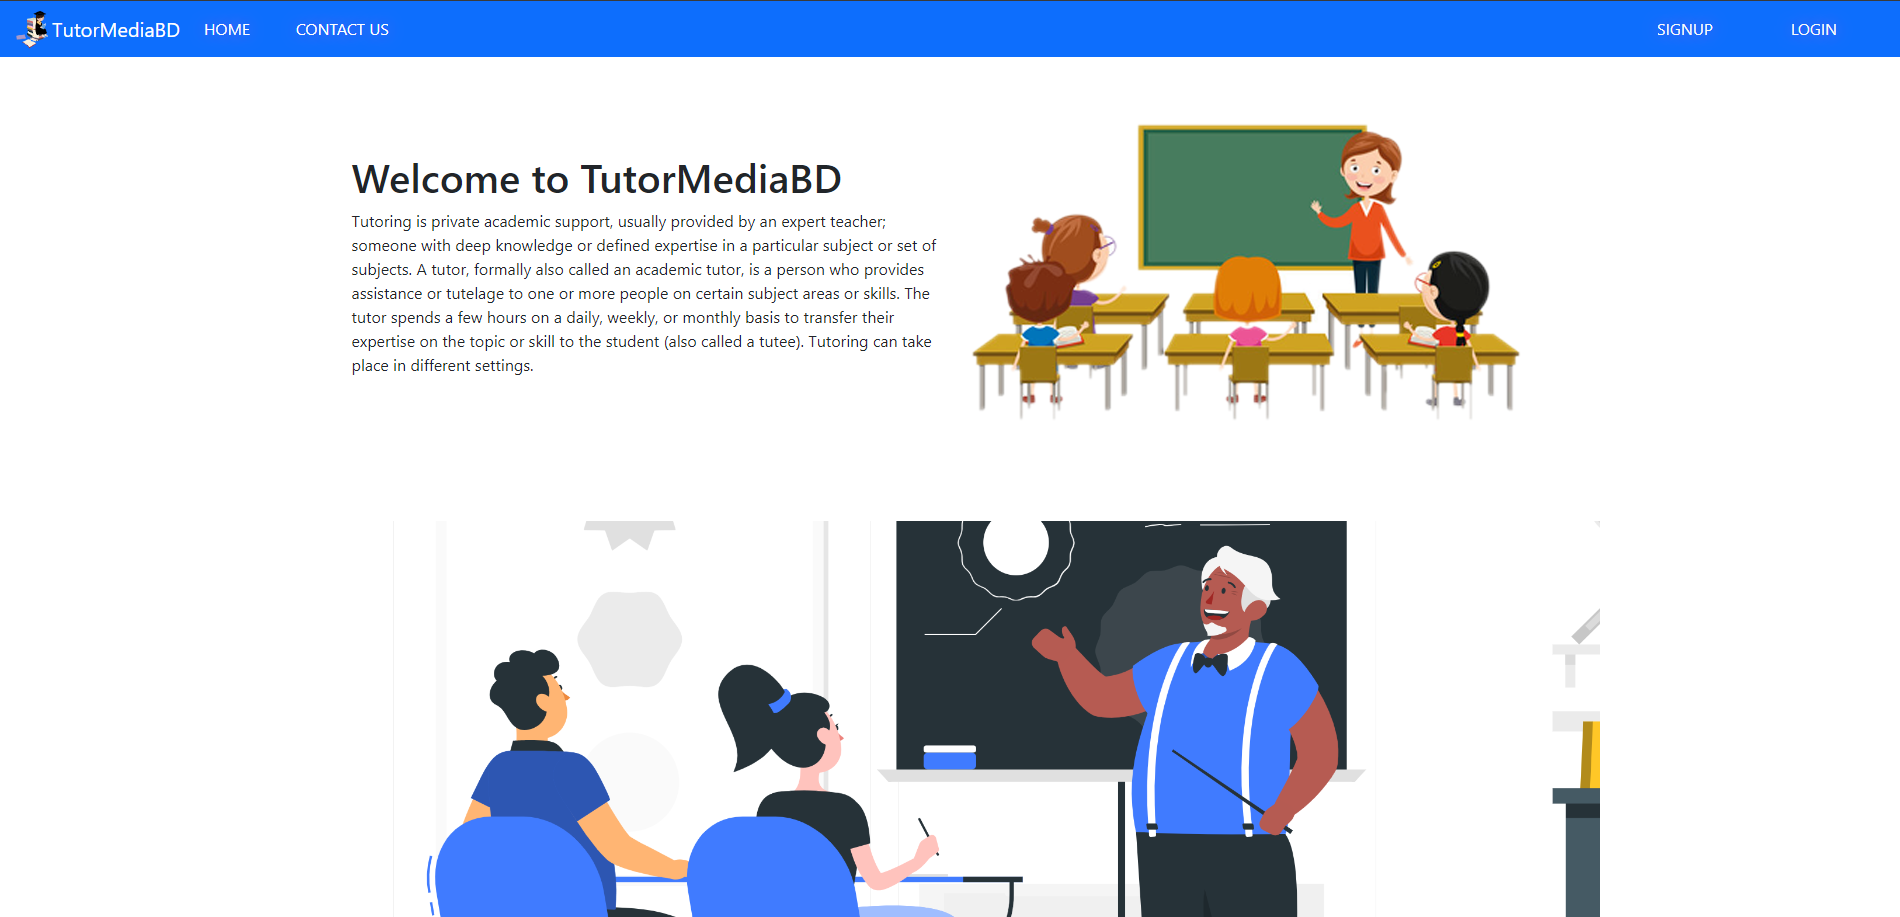 TutorMediaBD HOME CONTACT US SIGNUP LOGIN
Welcome to TutorMediaBD
Tutoring is private academic support, usually provided by an expert teacher;
someone with deep knowledge or defined expertise in a particular subject or set of
subjects. A tutor, formally also called an academic tutor, is a person who provides
assistance or tutelage to one or more people on certain subject areas or skills. The
tutor spends a few hours on a daily, weekly, or monthly basis to transfer their
expertise on the topic or skill to the student (also called a tutee). Tutoring can take
place in different settings.